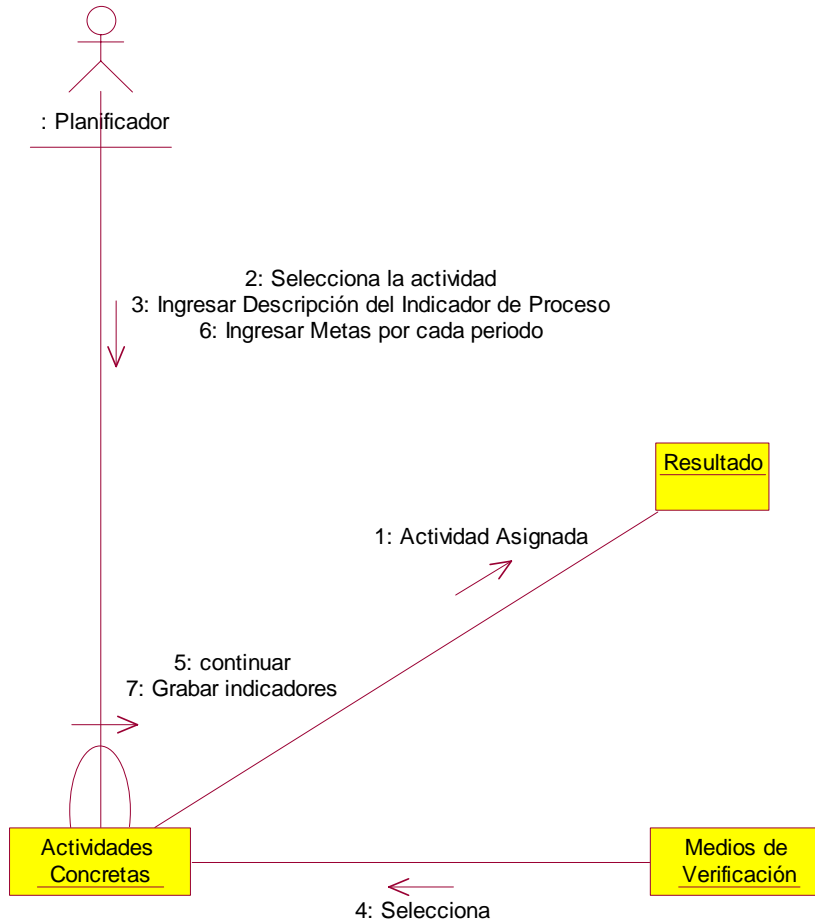 : Planificador
2: Selecciona la actividad
3: Ingresar Descripción del Indicador de Proceso
6: Ingresar Metas por cada periodo
Resultado
1: Actividad Asignada
5: continuar
7: Grabar indicadores
Actividades
Concretas
Medios de
Verificación
4: Selecciona